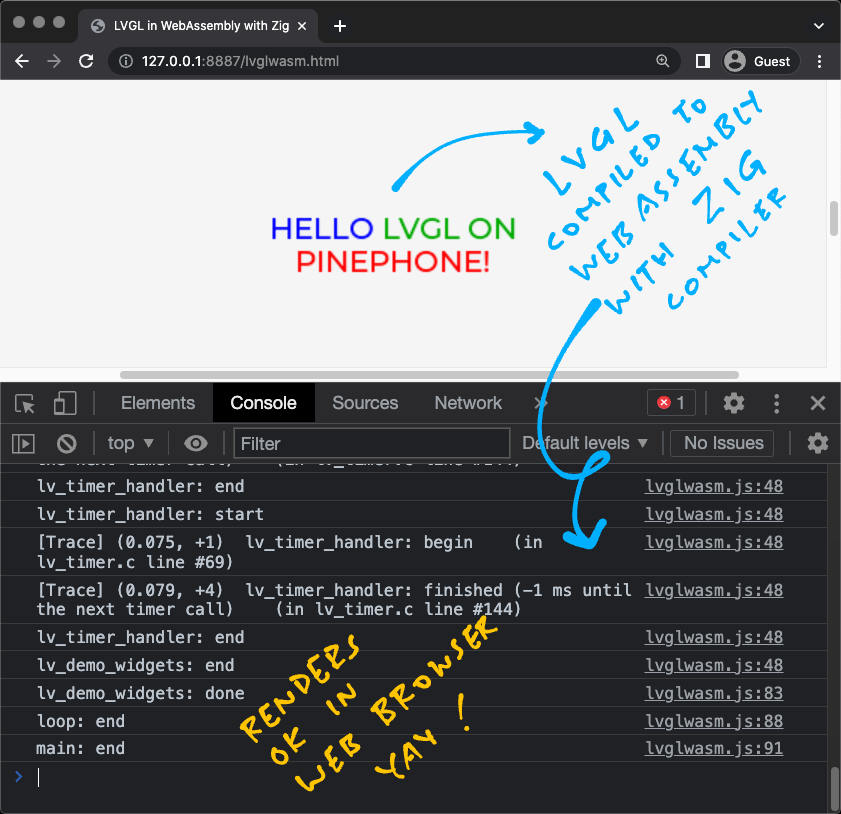 LVGL in WebAssembly with Zig
127.0.0.1:8887/lvglwasm.html
Guest
HELLO LVGL ON
PINEPHONE!
LVGL
COMPILED TO
WEBASSEMBLY
WITH ZIG
COMPILER
Elements
Console
Sources
Network
1
top
Filter
Default levels
No Issues
lv_timer_handler: end lvglwasm.js:48
lv_timer_handler: start lvglwasm.js:48
[Trace] (0.075, +1) lv_timer_handler: begin (in lvglwasm.js:48
lv_timer.c line #69)
[Trace] (0.079, +4) lv_timer_handler: finished (-1 ms until lvglwasm.js:48
the next timer call) (in lv_timer.c line #144)
lv_timer_handler: end lvglwasm.js:48
lv_demo_widgets: end lvglwasm.js:48
lv_demo_widgets: done lvglwasm.js:83
loop: end lvglwasm.js:88
main: end lvglwasm.js:91
RENDERS
OK IN
WEB BROWSER
YAY!